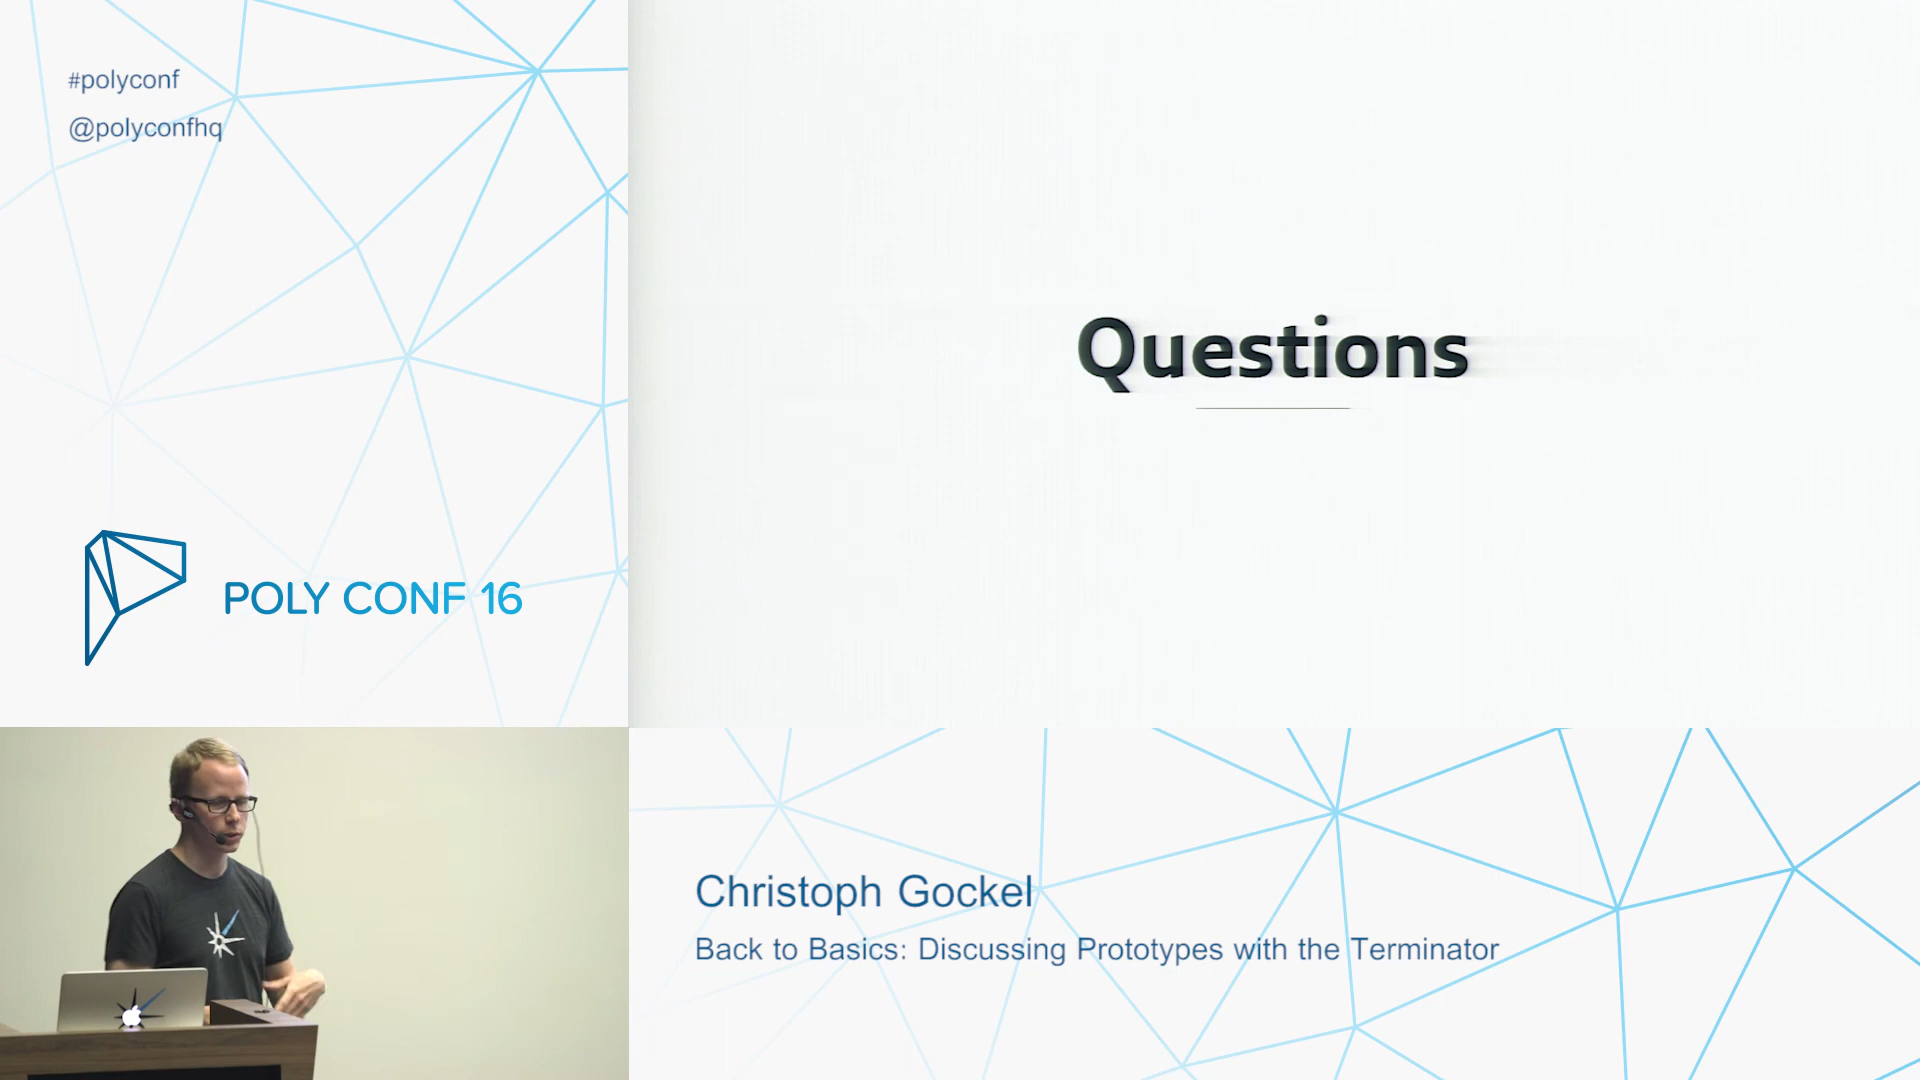 #polyconf
@polyconfhq
Questions
POLY CONF 16
Christoph Gockel
Back to Basics: Discussing Prototypes with the Terminator